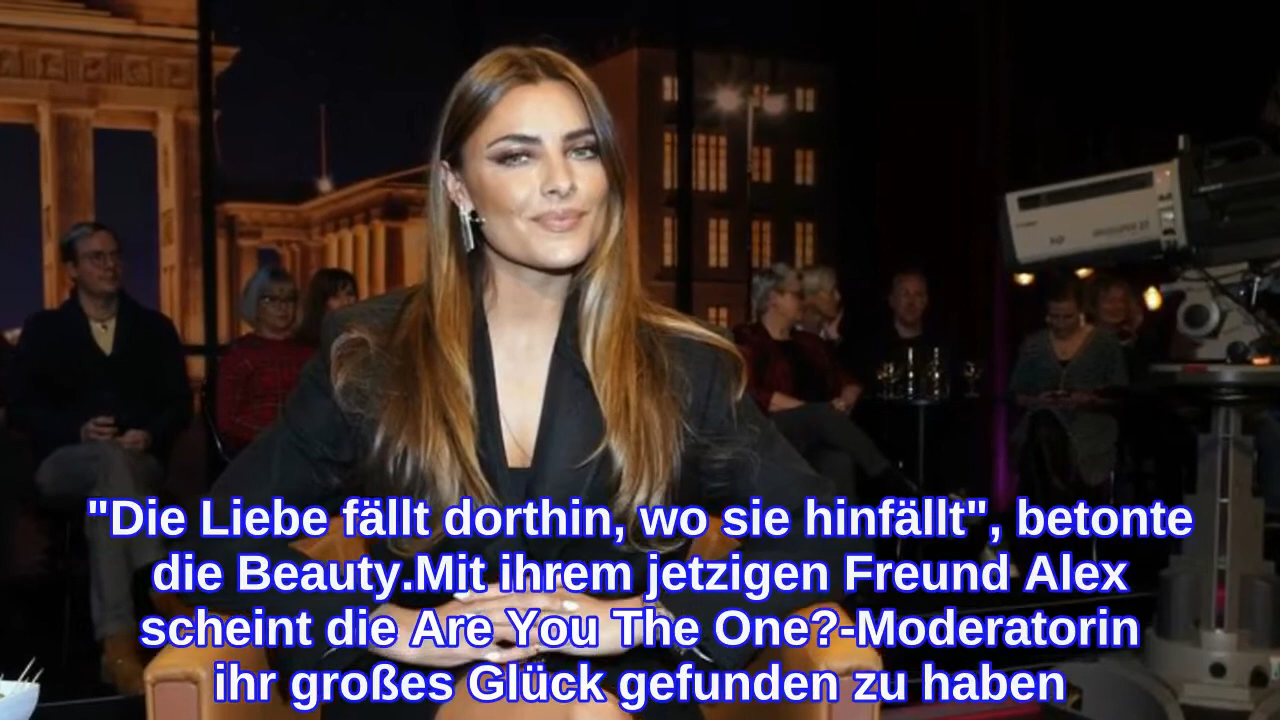 "Die Liebe fällt dorthin, wo sie hinfällt", betonte
die Beauty.Mit ihrem jetzigen Freund Alex
scheint die Are You The One?-Moderatorin
ihr großes Glück gefunden zu haben